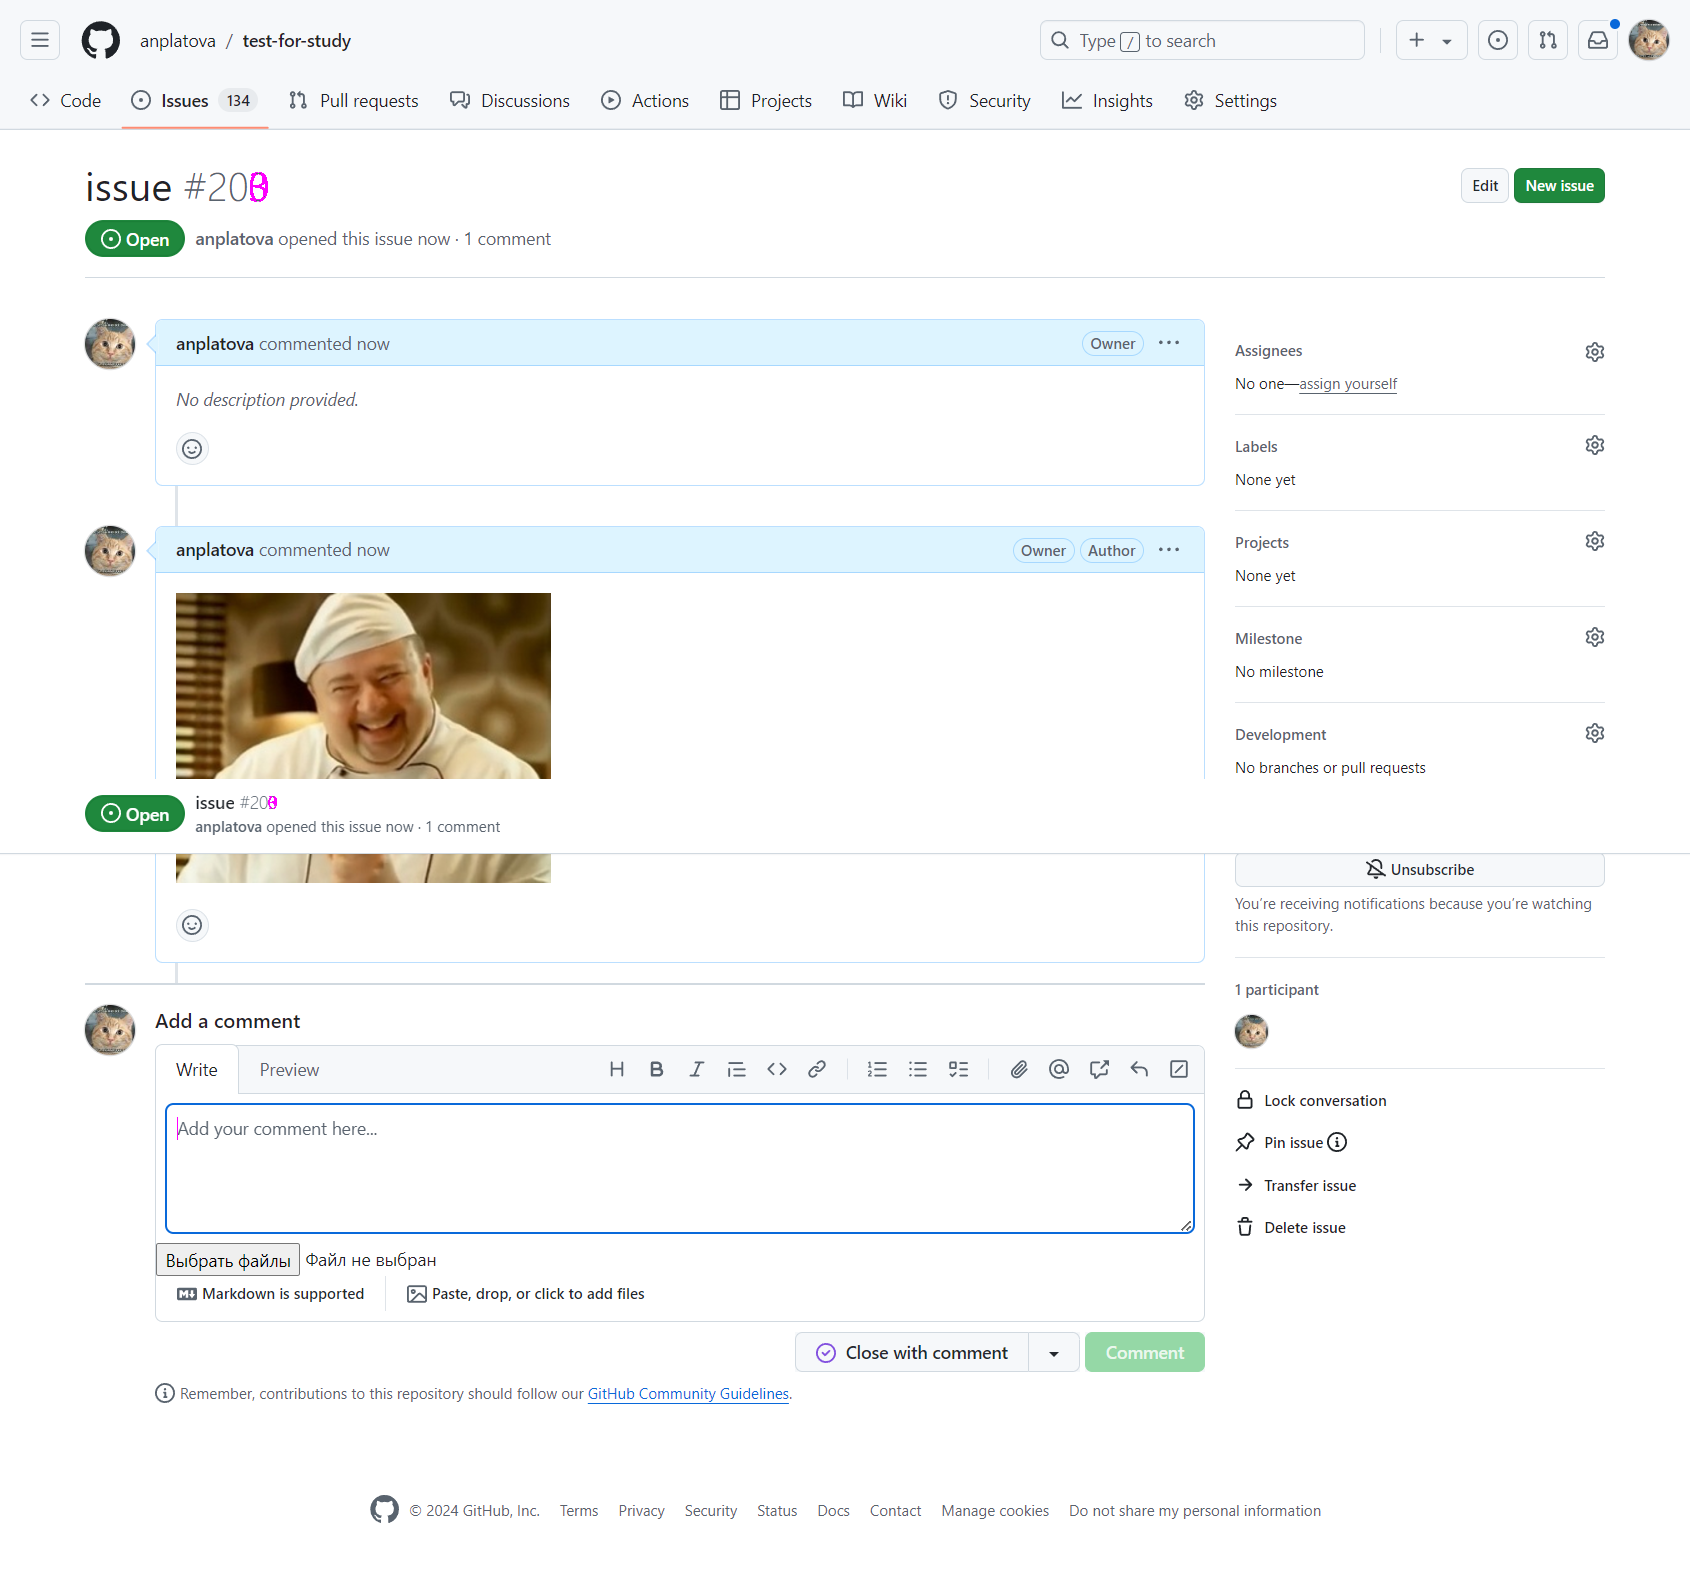 anplatova / test-for-study
Type / to search
Code
Issues 134
Pull requests
Discussions
Actions
Projects
Wiki
Security
Insights
Settings
issue
Edit
New issue
Open
anplatova opened this issue now · 1 comment
anplatova commented now
Owner
No description provided.
anplatova commented now
Owner
Author
Open
issue
anplatova opened this issue now · 1 comment
Add a comment
Write
Preview
Add your comment here...
Выбрать файлы Файл не выбран
Markdown is supported
Paste, drop, or click to add files
Close with comment
Comment
Remember, contributions to this repository should follow our GitHub Community Guidelines.
Assignees
No one—assign yourself
Labels
None yet
Projects
None yet
Milestone
No milestone
Development
No branches or pull requests
Unsubscribe
You’re receiving notifications because you’re watching
this repository.
1 participant
Lock conversation
Pin issue
Transfer issue
Delete issue
© 2024 GitHub, Inc.
Terms
Privacy
Security
Status
Docs
Contact
Manage cookies
Do not share my personal information